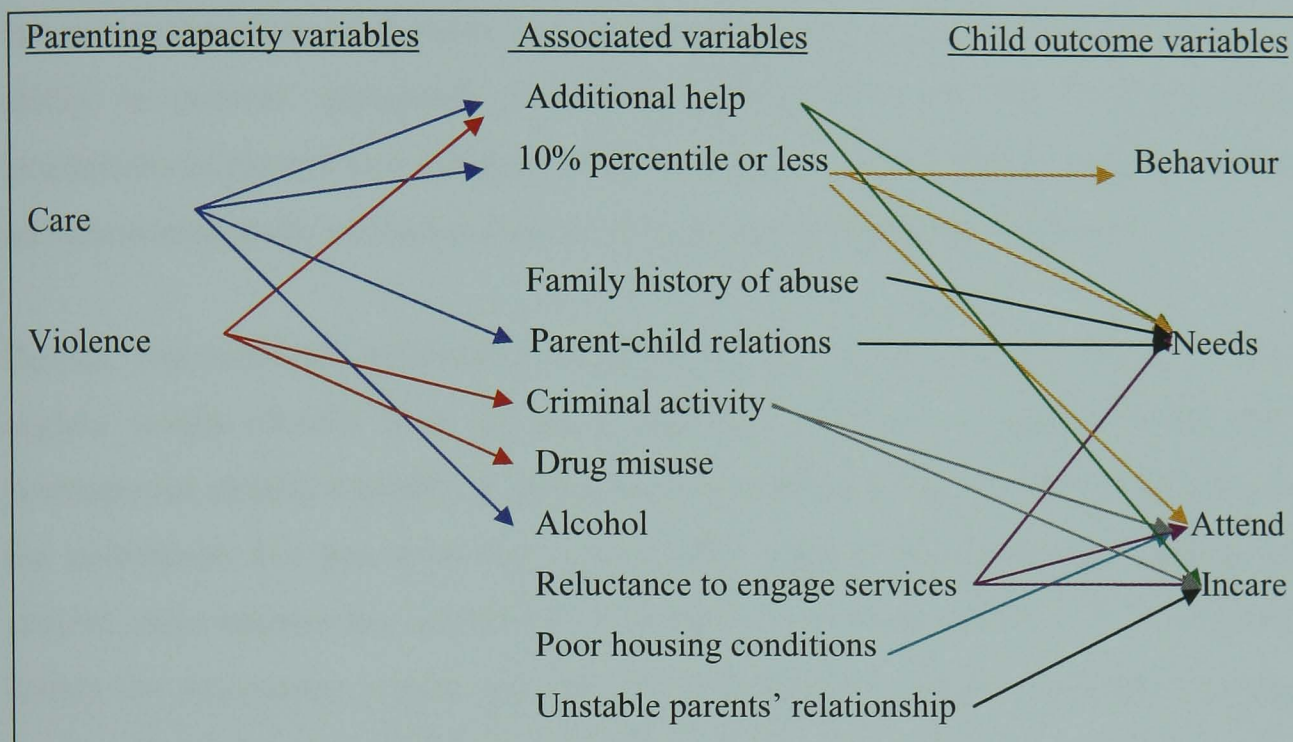 Parenting capacity variables Associated variables Child outcome variables
Additional help
10% percentile or less Behaviour
Care
Family history of abuse
Violence Parent-child relations Needs
Criminal activity
Drug misuse
Alcohol Attend
Reluctance to engage services Incare
Poor housing conditions
Unstable parents’ relationship